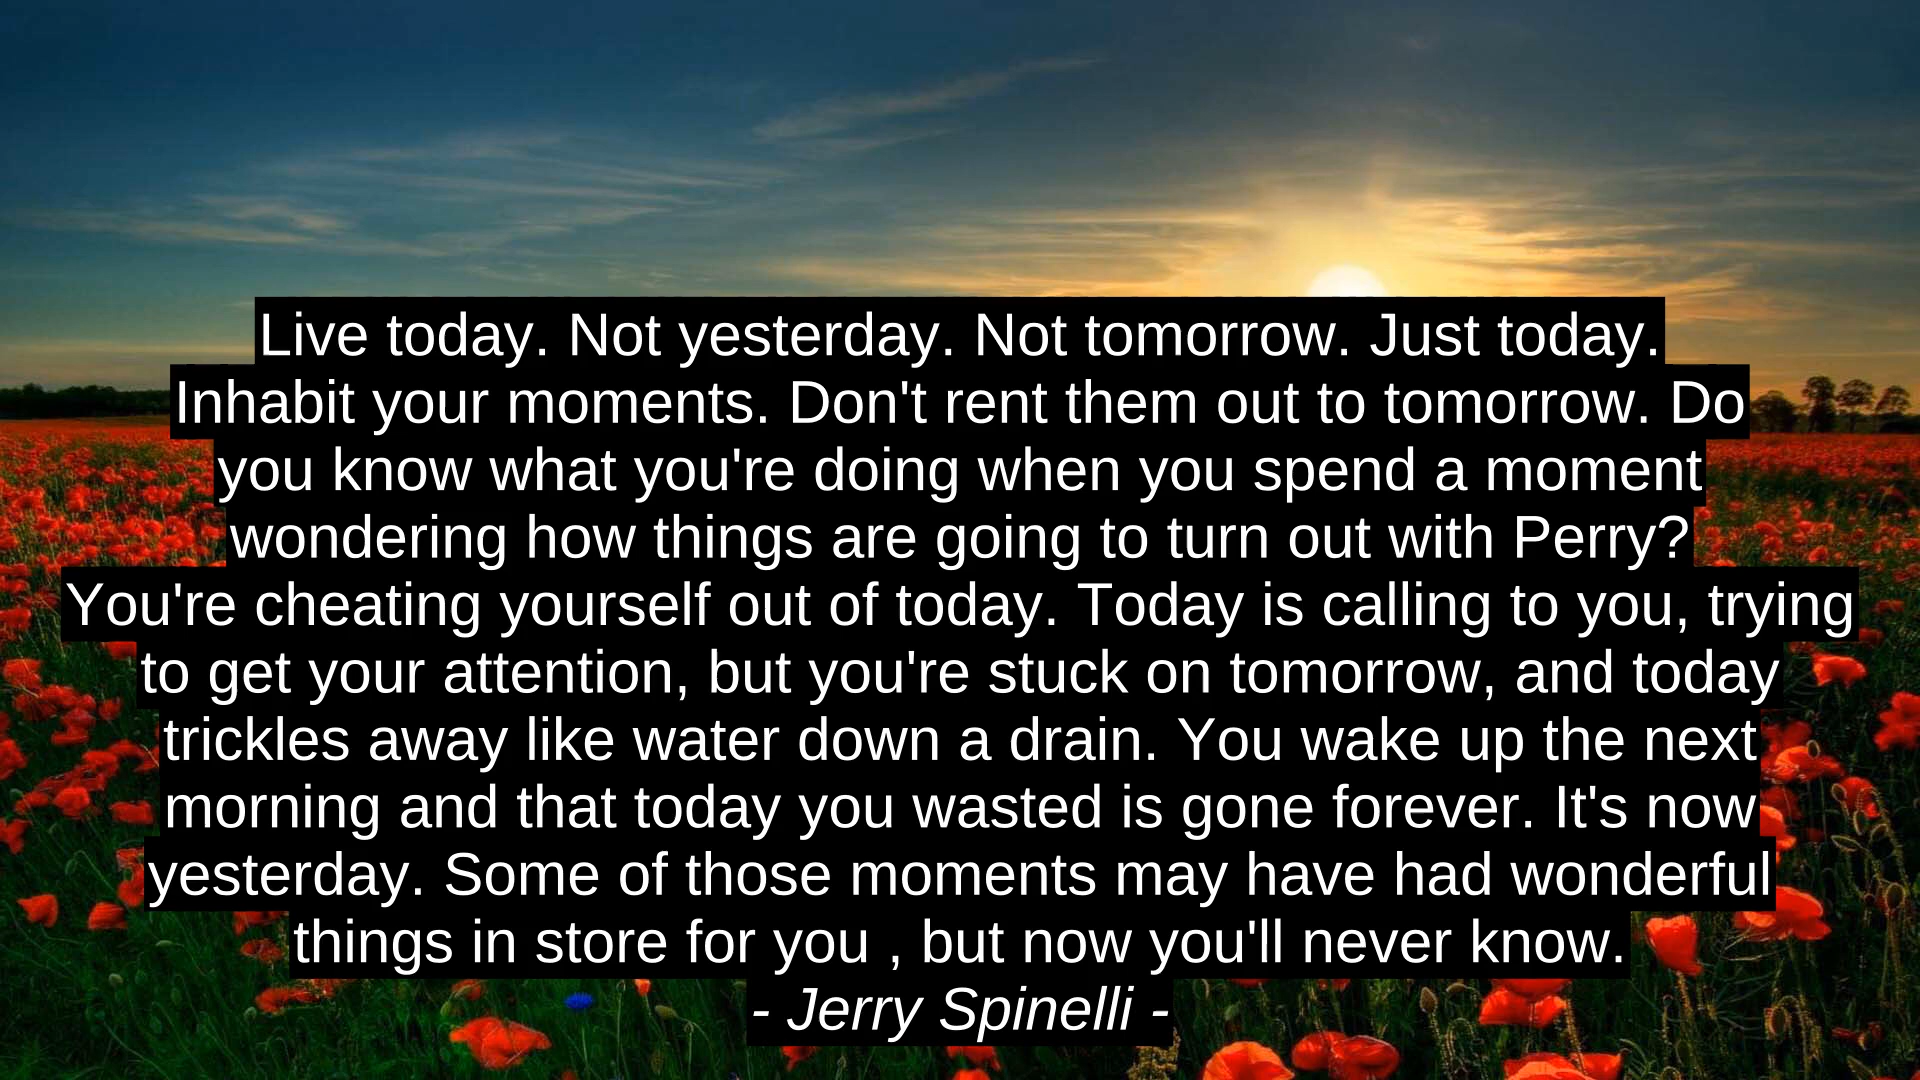 Live today. Not yesterday. Not tomorrow. Just today.
Inhabit your moments. Don't rent them out to tomorrow. Do
you know what you're doing when you spend a moment
wondering how things are going to turn out with Perry?
You're cheating yourself out of today. Today is calling to you, trying
to get your attention, but you're stuck on tomorrow, and today
trickles away like water down a drain. You wake up the next
morning and that today you wasted is gone forever. It's now
yesterday. Some of those moments may have had wonderful
things in store for you , but now you'll never know.
- Jerry Spinelli -